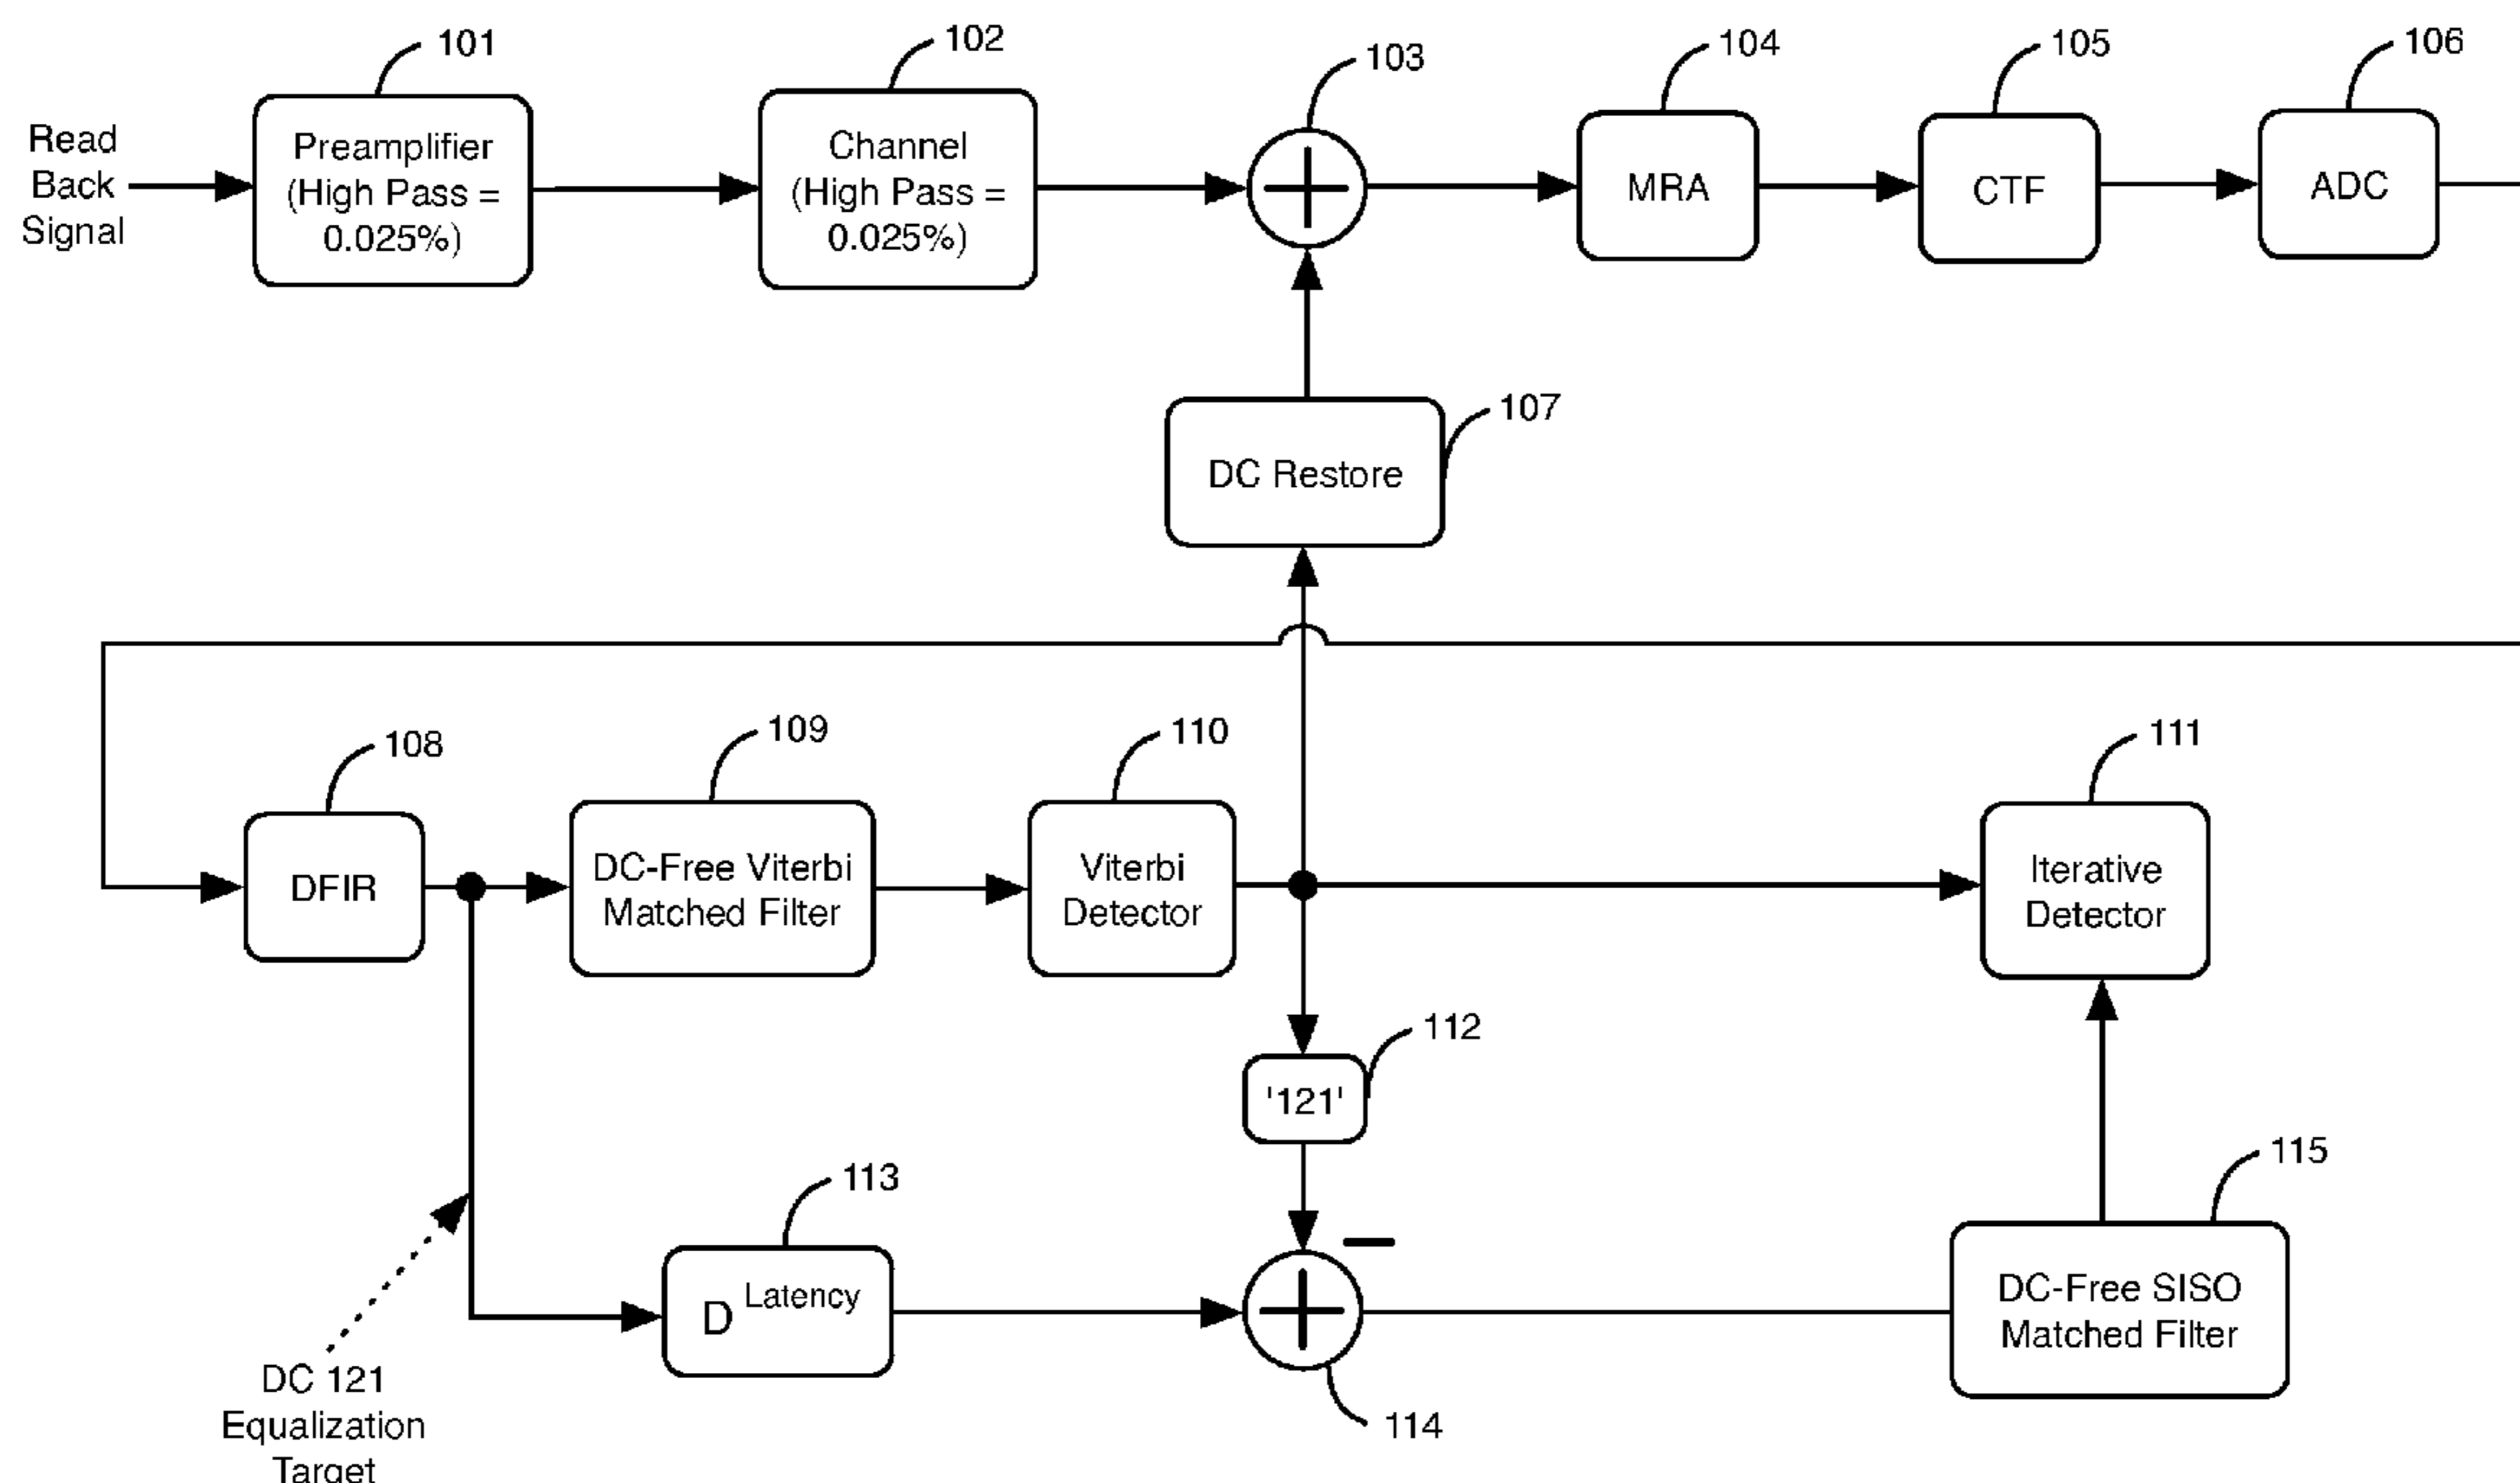 101
102
103
104
105
106
Read
Back
Signal
Preamplifier
(High Pass =
0.025%)
Channel
(High Pass =
0.025%)
MRA
CTF
ADC
107
DC Restore
108
109
110
111
DFIR
DC-Free Viterbi
Matched Filter
Viterbi
Detector
Iterative
Detector
112
'121'
113
115
D Latency
DC-Free SISO
Matched Filter
114
DC 121
Equalization
Target